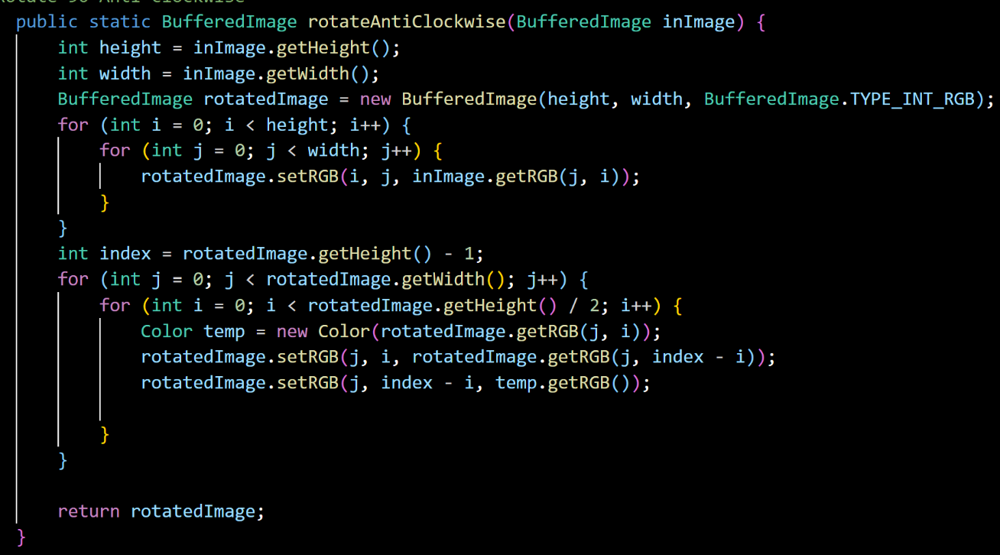 public static BufferedImage rotateAntiClockwise(BufferedImage inImage) {
    int height = inImage.getHeight();
    int width = inImage.getWidth();
    BufferedImage rotatedImage = new BufferedImage(height, width, BufferedImage.TYPE_INT_RGB);
    for (int i = 0; i < height; i++) {
        for (int j = 0; j < width; j++) {
            rotatedImage.setRGB(i, j, inImage.getRGB(j, i));
        }
    }
    int index = rotatedImage.getHeight() - 1;
    for (int j = 0; j < rotatedImage.getWidth(); j++) {
        for (int i = 0; i < rotatedImage.getHeight() / 2; i++) {
            Color temp = new Color(rotatedImage.getRGB(j, i));
            rotatedImage.setRGB(j, i, rotatedImage.getRGB(j, index - i));
            rotatedImage.setRGB(j, index - i, temp.getRGB());
        }
    }
    return rotatedImage;
}